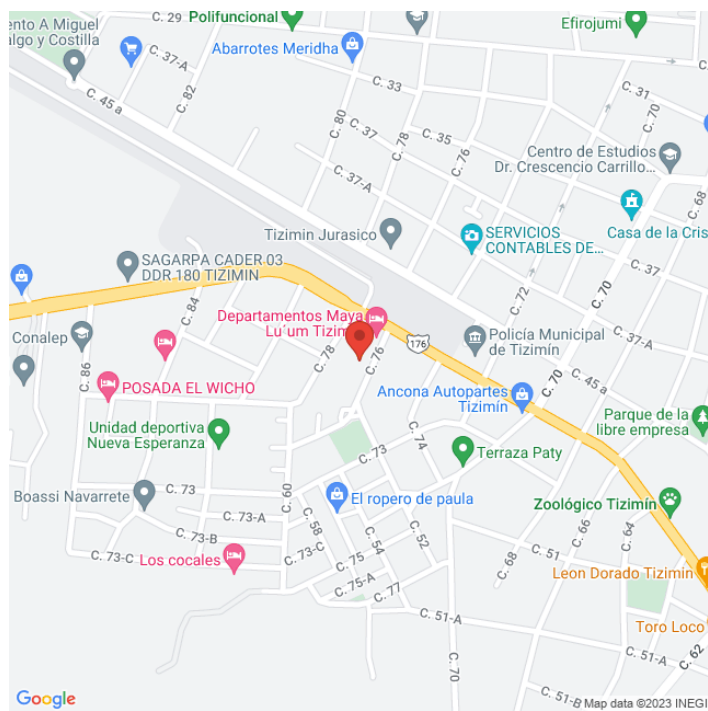 C. 29
Polifuncional
Efirojumi
ento A Miguel
algo y Costilla
C. 37-A
Abarrotes Meridha
C. 33
C. 31
C. 45 a
C. 82
C. 80
C. 78
C. 37
C. 35
C. 76
C. 70
C. 37-A
Centro de Estudios
Dr. Crescencio Carrillo...
C. 68
Casa de la Cris
Tizimin Jurasico
SERVICIOS
CONTABLES DE...
C. 37
SAGARPA CADER 03
DDR 180 TIZIMIN
C. 72
C. 70
C. 84
Departamentos Maya
Lu´um Tizimi
176
Conalep
C. 86
C. 78
C. 76
Policía Municipal
de Tizimín
C. 70
C. 45 a
POSADA EL WICHO
Ancona Autopartes
Tizimín
Parque de la
libre empresa
Unidad deportiva
Nueva Esperanza
C. 74
C. 73
Terraza Paty
Boassi Navarrete
C. 73
C. 60
El ropero de paula
Zoológico Tizimín
C. 73-A
C. 58
C. 54
C. 52
C. 66
C. 64
C. 73-B
C. 73-C
C. 73-C
Los cocales
C. 75
C. 75-A
C. 77
C. 68
C. 51
Leon Dorado Tizimin
C. 51-A
Toro Loco
C. 62
C. 70
C. 51-A
C. 51-B
Google
Map data ©2023 INEGI